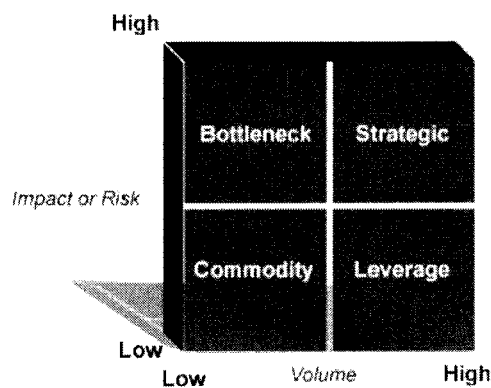 High
Bottleneck Strategic
Impact or Risk
Commodity Leverage
Low
Low Volume High